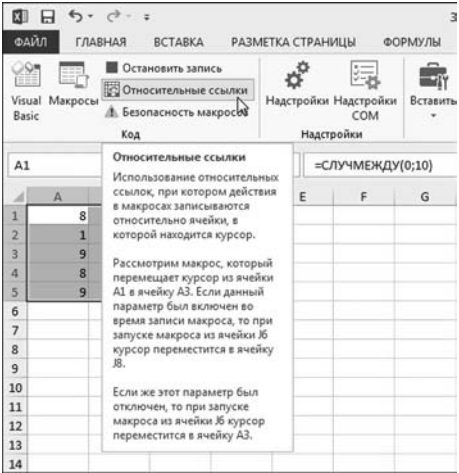 З
ФАЙЛ ГЛАВНАЯ ВСТАВКА РАЗМЕТКА СТРАНИЦЫ ФОРМУЛЫ
Visual Basic
Макросы
Остановить запись
Относительные ссылки
Безопасность макросов
Код
Надстройки
Надстройки COM
Надстройки
Вставить
A1
=СЛУЧМЕЖДУ(0;10)
Относительные ссылки
Использование относительных
ссылок, при котором действия
в макросах записываются
относительно ячейки, в
которой находится курсор.
Рассмотрим макрос, который
перемещает курсор из ячейки
A1 в ячейку A3. Если данный
параметр был включен во
время записи макроса, то при
запуске макроса из ячейки J6
курсор переместится в ячейку
J8.
Если же этот параметр был
отключен, то при запуске
макроса из ячейки J6 курсор
переместится в ячейку A3.
A E F G
1 8
2 1
3 9
4 8
5 9
6
7
8
9
10
11
12
13
14